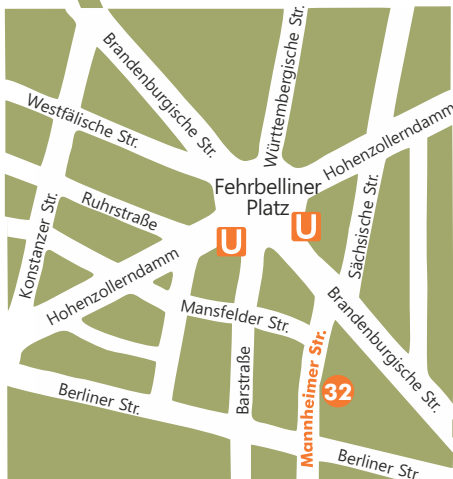 Brandenburgische Str.
Württembergische Str.
Westfälische Str.
Hohenzollerndamm
Fehrbelliner
Platz
Ruhrstraße
Sächsische Str.
U
U
Konstanzer Str.
Hohenzollerndamm
Mansfelder Str.
Brandenburgische Str.
Mannheimer Str.
32
Barstraße
Berliner Str.
Berliner Str